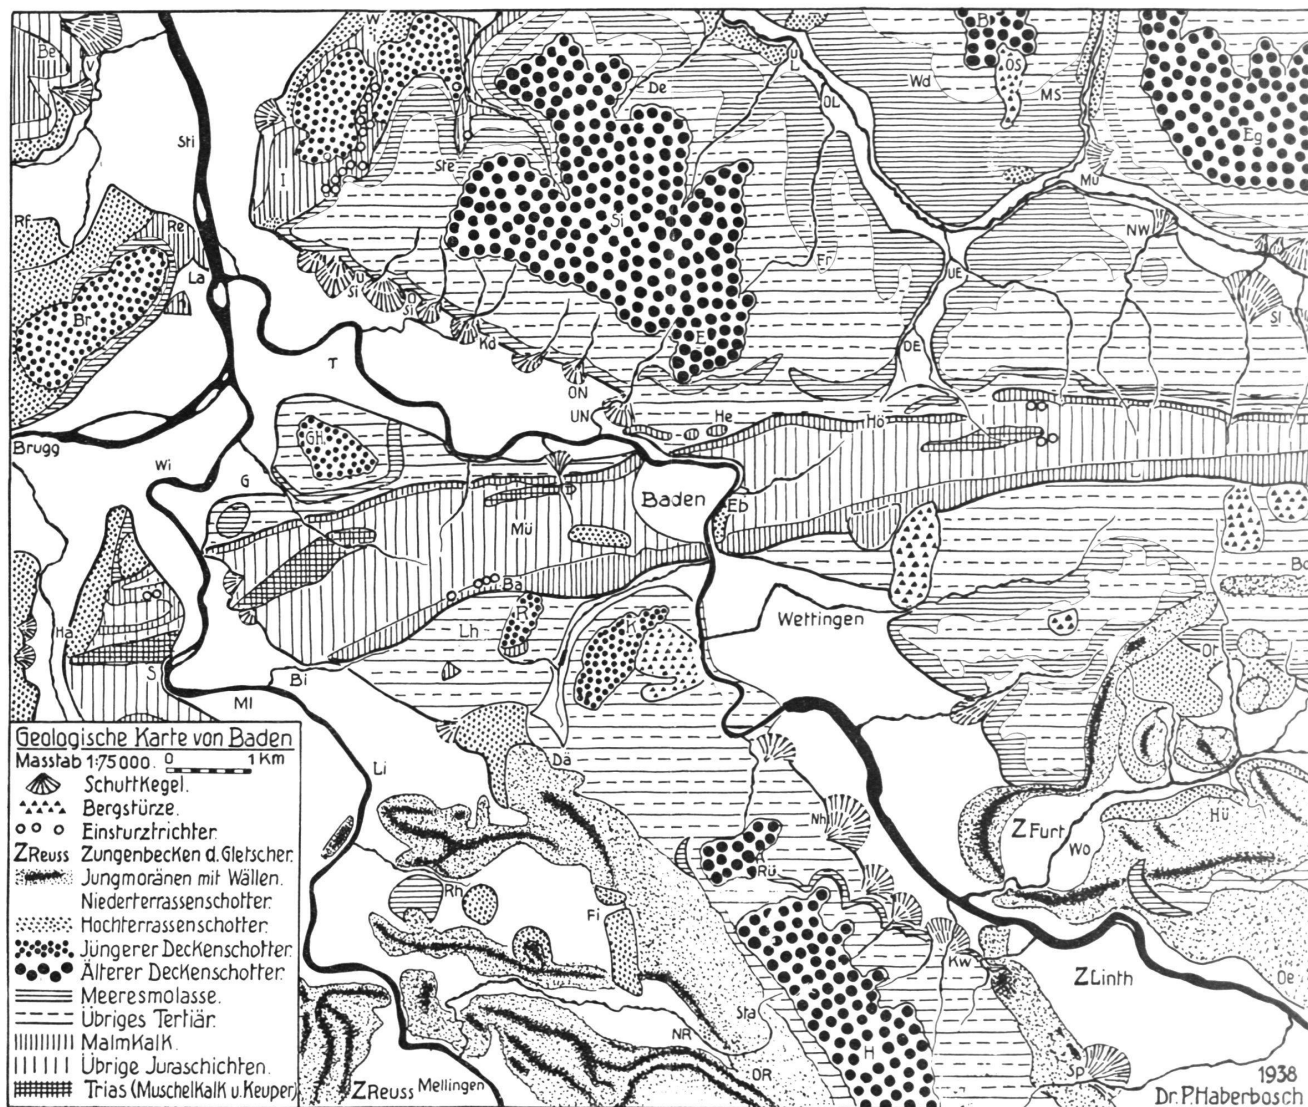 Be
V
W
B
ÖS
De
U
L
OL
Wd
MS
Eg
Sti
Ste
I
Mü
Rf
Re
Si
NW
La
U Si
O Si
Fr
UE
Sl
Br
Kd
E
OE
T
ON
UN
He
Hö
GH
Brugg
Wi
G
Baden
Eb
L
Mü
Ba
Bo
Ha
Lh
K
K
Wettingen
Or
S
Bi
Ml
Geologische Karte von Baden
Masstab 1:75000. 0 1 Km
Schuttkegel.
Bergstürze.
Einsturztrichter.
ZReuss Zungenbecken d. Gletscher.
Jungmoränen mit Wällen.
Niederterrassenschotter.
Hochterrassenschotter.
Jüngerer Deckenschotter.
Älterer Deckenschotter.
Meeresmolasse.
Übriges Tertiär.
Malmkalk.
Übrige Juraschichten.
Trias (Muschelkalk u. Keuper)
Li
Dä
Nh
ZFurt
Wo
Hü
Rü
Rh
Fi
Kw
ZLinth
Oe
Sta
NR
H
OR
Sp
ZReuss
Mellingen
1938
Dr. P. Haberbosch